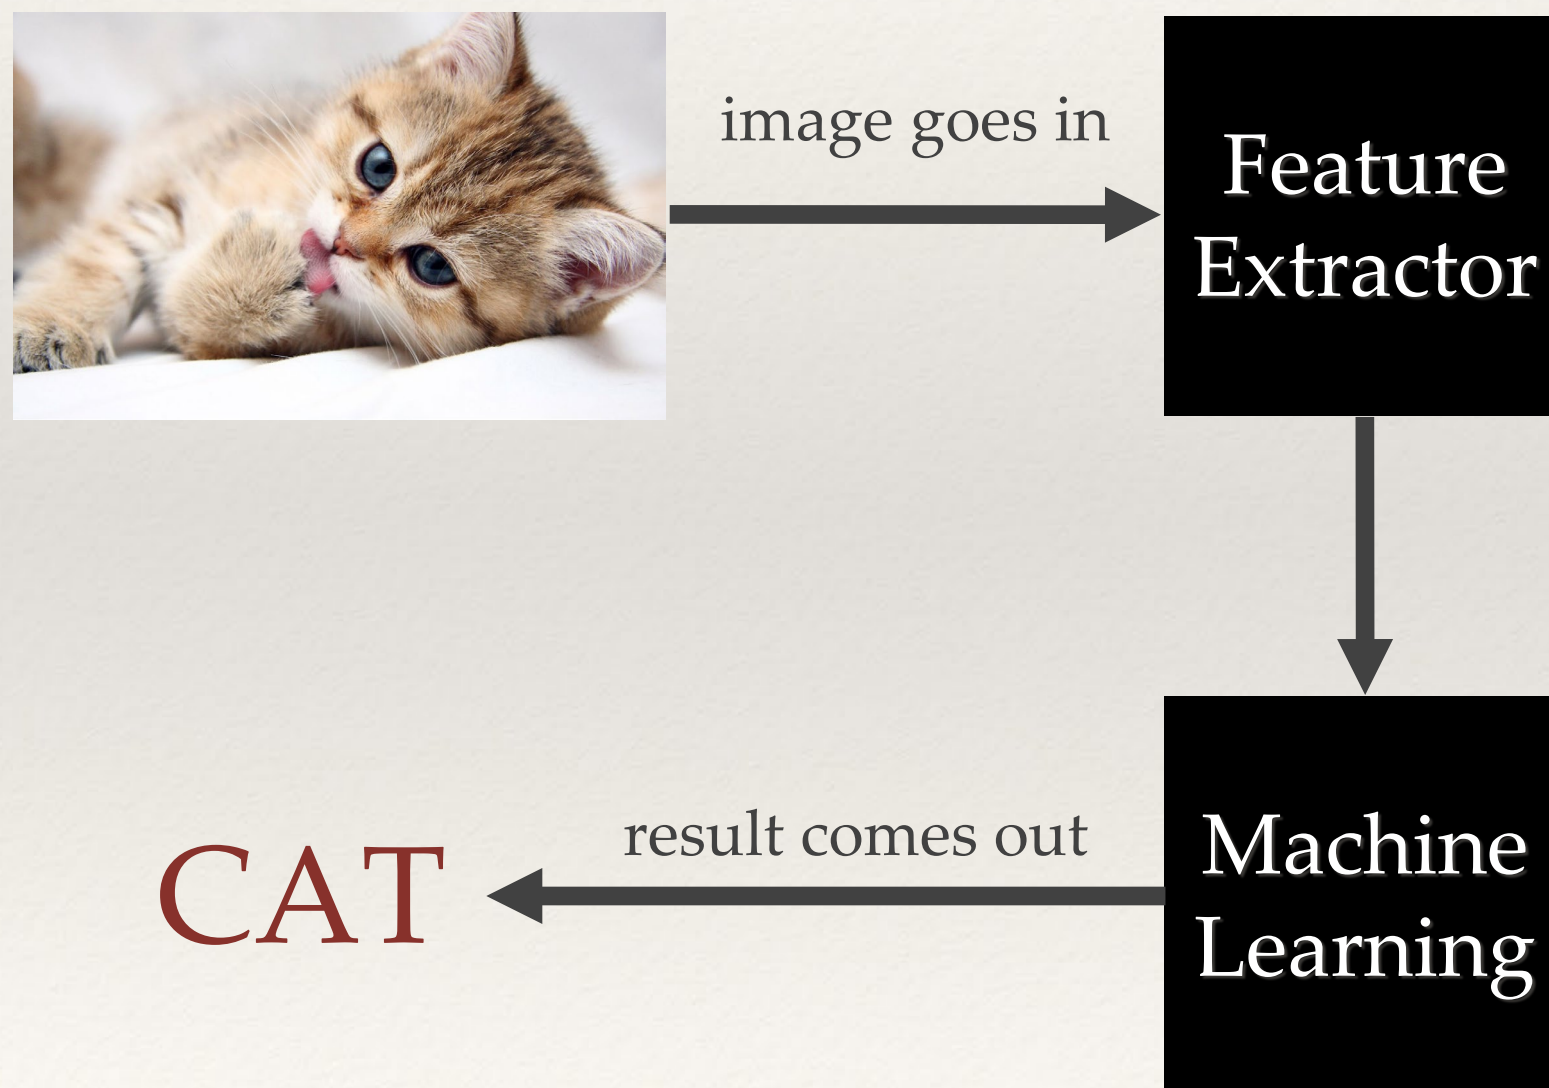 image goes in
Feature
Extractor
Machine
Learning
result comes out
CAT